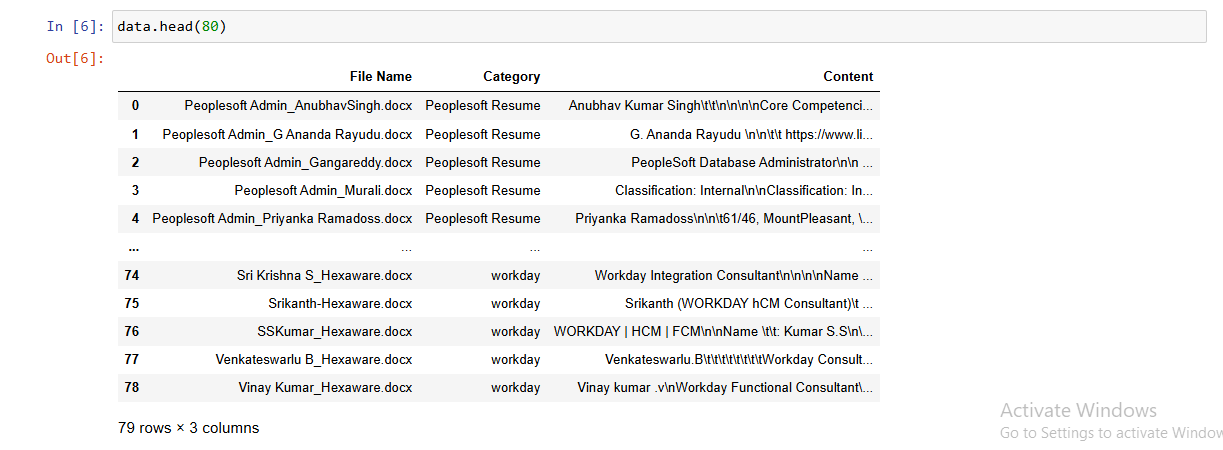 In [6]: data.head(80)
Out[6]:
File Name Category Content
0 Peoplesoft Admin_AnubhavSingh.docx Peoplesoft Resume Anubhav Kumar Singh\t\t\n\n\n\nCore Competenci...
1 Peoplesoft Admin_G Ananda Rayudu.docx Peoplesoft Resume G. Ananda Rayudu \n\n\t\t https://www.li...
2 Peoplesoft Admin_Gangareddy.docx Peoplesoft Resume PeopleSoft Database Administrator\n\n ...
3 Peoplesoft Admin_Murali.docx Peoplesoft Resume Classification: Internal\n\nClassification: In...
4 Peoplesoft Admin_Priyanka Ramadoss.docx Peoplesoft Resume Priyanka Ramadoss\n\n\t61/46, MountPleasant, \...
... ... ... ...
74 Sri Krishna S_Hexaware.docx workday Workday Integration Consultant\n\n\n\nName ...
75 Srikanth-Hexaware.docx workday Srikanth (WORKDAY hCM Consultant)\t ...
76 SSKumar_Hexaware.docx workday WORKDAY | HCM | FCM\n\nName \t\t: Kumar S.S\n\...
77 Venkateswarlu B_Hexaware.docx workday Venkateswarlu.B\t\t\t\t\t\t\t\tWorkday Consult...
78 Vinay Kumar_Hexaware.docx workday Vinay kumar .v\nWorkday Functional Consultant\...
79 rows × 3 columns
Activate Windows
Go to Settings to activate Window